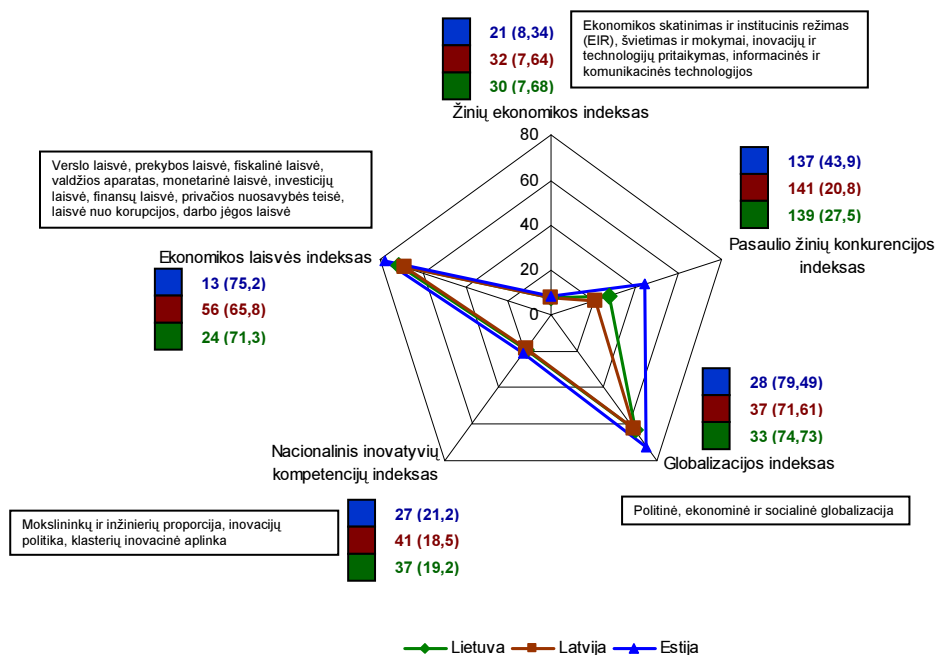 21 (8,34)
32 (7,64)
30 (7,68)
Ekonomikos skatinimas ir institucinis režimas
(EIR), švietimas ir mokymai, inovacijų ir
technologijų pritaikymas, informacinės ir
komunikacinės technologijos
Žinių ekonomikos indeksas
80
60
40
20
0
Verslo laisvė, prekybos laisvė, fiskalinė laisvė,
valdžios aparatas, monetarinė laisvė, investicijų
laisvė, finansų laisvė, privačios nuosavybės teisė,
laisvė nuo korupcijos, darbo jėgos laisvė
137 (43,9)
141 (20,8)
139 (27,5)
Pasaulio žinių konkurencijos
indeksas
Ekonomikos laisvės indeksas
13 (75,2)
56 (65,8)
24 (71,3)
28 (79,49)
37 (71,61)
33 (74,73)
Globalizacijos indeksas
Nacionalinis inovatyvių
kompetencijų indeksas
Politinė, ekonominė ir socialinė globalizacija
Mokslininkų ir inžinierių proporcija, inovacijų
politika, klasterių inovacinė aplinka
27 (21,2)
41 (18,5)
37 (19,2)
Lietuva
Latvija
Estija